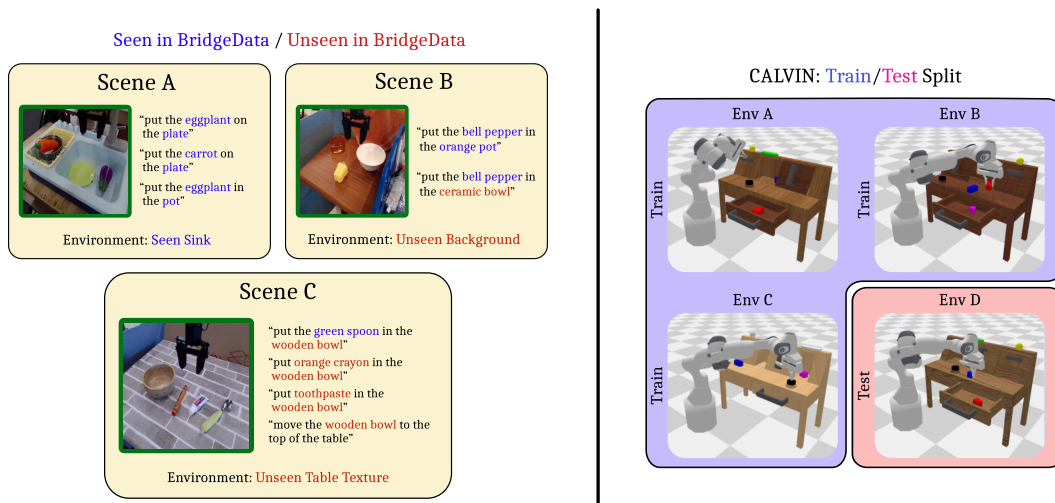 Seen in BridgeData / Unseen in BridgeData
Scene A
“put the eggplant on
the plate”
“put the carrot on
the plate”
“put the eggplant in
the pot”
Environment: Seen Sink
Scene B
“put the bell pepper in
the orange pot”
“put the bell pepper in
the ceramic bowl”
Environment: Unseen Background
Scene C
“put the green spoon in the
wooden bowl”
“put orange crayon in the
wooden bowl”
“put toothpaste in the
wooden bowl”
“move the wooden bowl to the
top of the table”
Environment: Unseen Table Texture
CALVIN: Train/Test Split
Env A
Train
Env B
Train
Env C
Train
Env D
Test